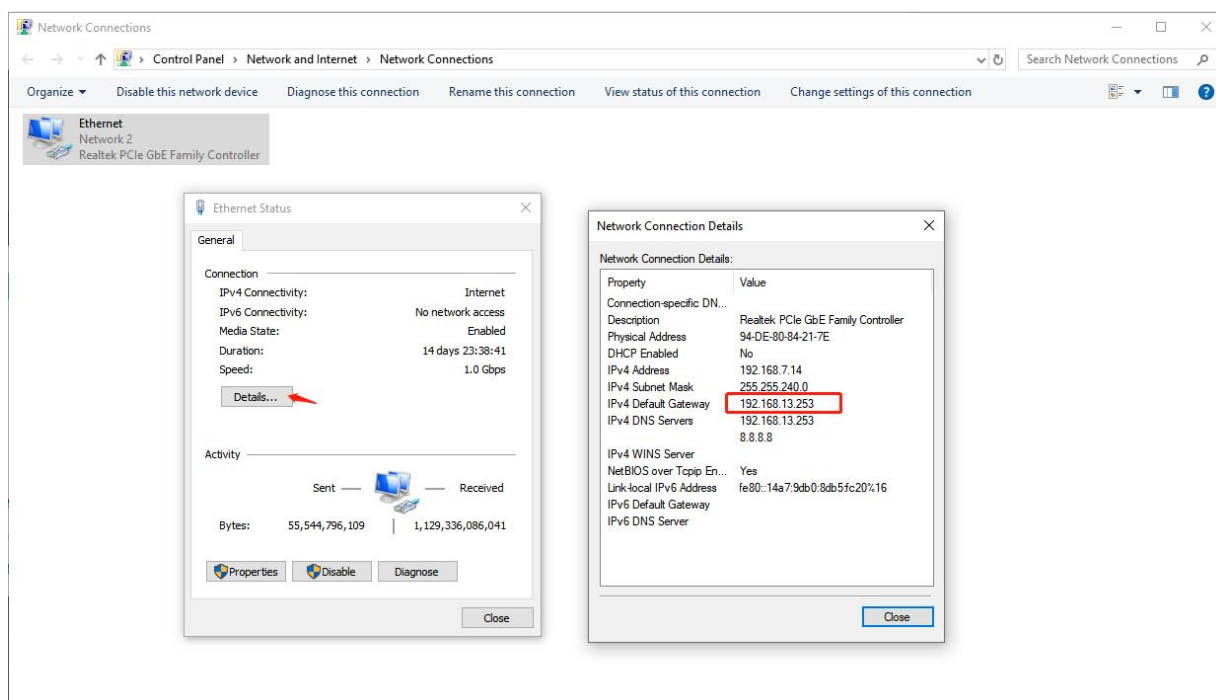 Network Connections
Control Panel > Network and Internet > Network Connections
Search Network Connections
Organize Disable this network device Diagnose this connection Rename this connection View status of this connection Change settings of this connection
Ethernet
Network 2
Realtek PCIe GbE Family Controller
Ethernet Status
General
Connection
IPv4 Connectivity: Internet
IPv6 Connectivity: No network access
Media State: Enabled
Duration: 14 days 23:38:41
Speed: 1.0 Gbps
Details...
Activity
Sent Received
Bytes: 55,544,796,109 1,129,336,086,041
Properties Disable Diagnose
Close
Network Connection Details
Network Connection Details:
Property Value
Connection-specific DN...
Description Realtek PCIe GbE Family Controller
Physical Address 94-DE-80-84-21-7E
DHCP Enabled No
IPv4 Address 192.168.7.14
IPv4 Subnet Mask 255.255.240.0
IPv4 Default Gateway 192.168.13.253
IPv4 DNS Servers 192.168.13.253
8.8.8.8
IPv4 WINS Server
NetBIOS over Tcpip En... Yes
Link-local IPv6 Address fe80::14a7:9db0:8db5:fc20%16
IPv6 Default Gateway
IPv6 DNS Server
Close